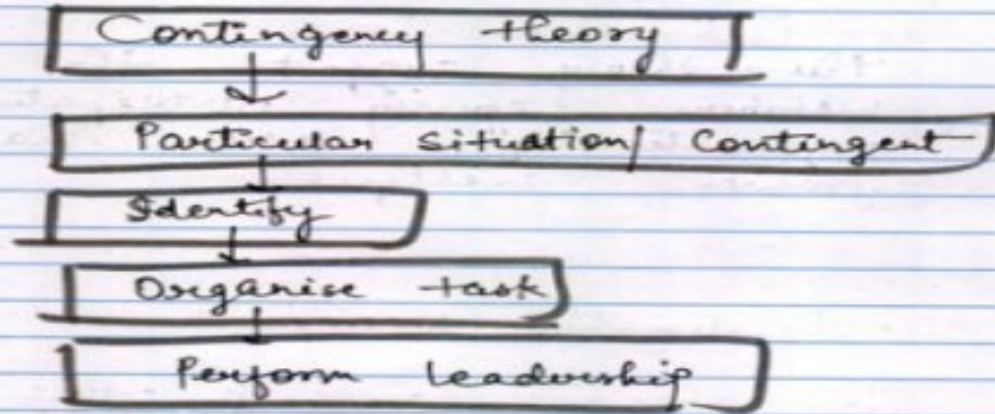 Contingency theory
Particular situation/ Contingent
Identify
Organise task
Perform leadership